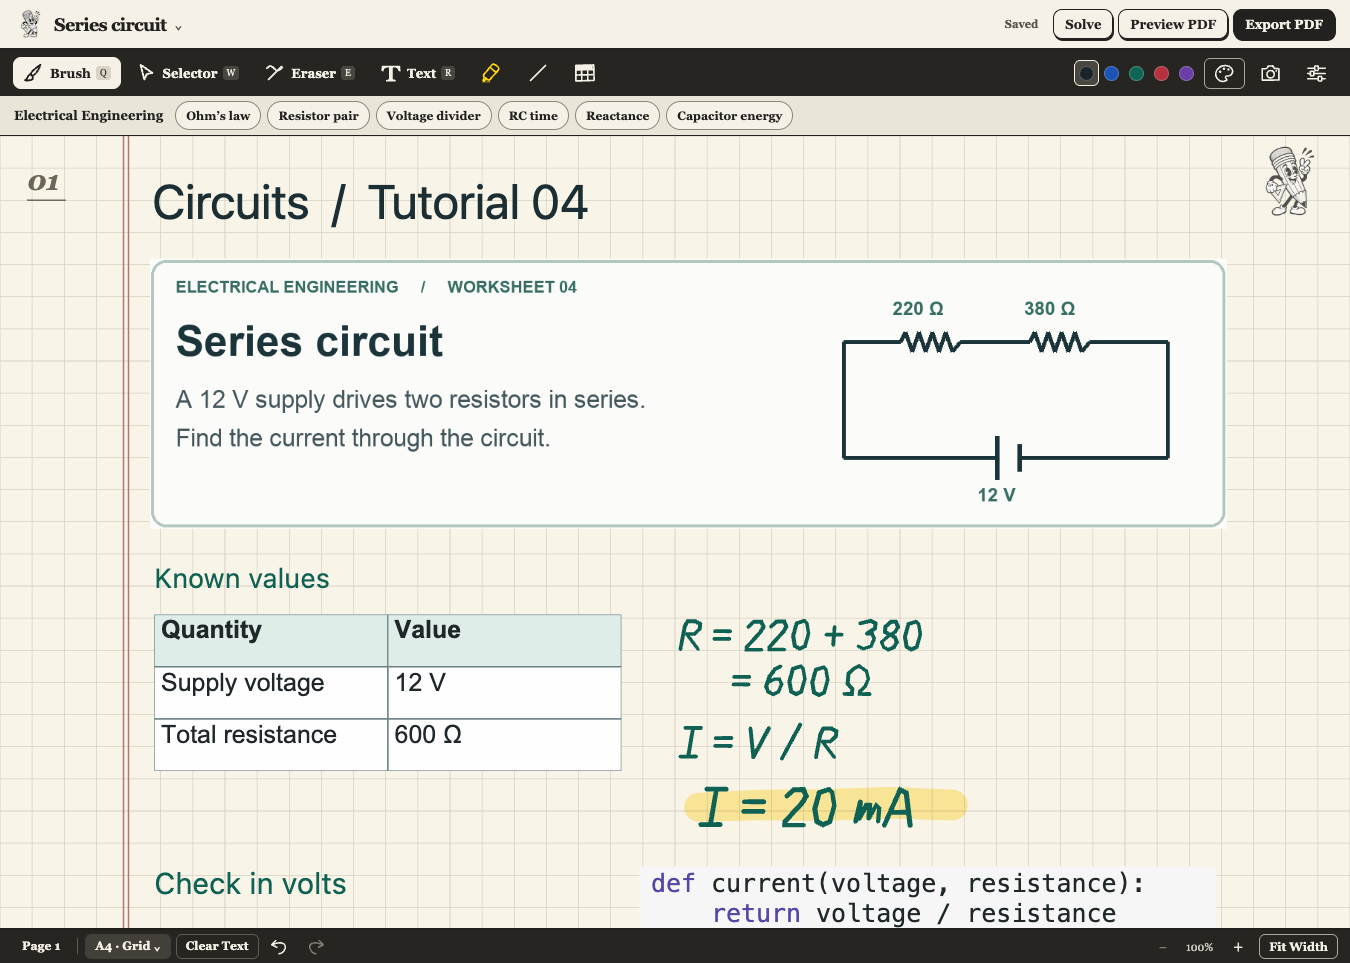 Series circuit
Saved
Solve
Preview PDF
Export PDF
Brush Q
Selector W
Eraser E
Text R
Electrical Engineering
Ohm's law
Resistor pair
Voltage divider
RC time
Reactance
Capacitor energy
01
Circuits / Tutorial 04
ELECTRICAL ENGINEERING / WORKSHEET 04
Series circuit
A 12 V supply drives two resistors in series.
Find the current through the circuit.
220 Ω 380 Ω
12 V
Known values
Quantity Value
Supply voltage 12 V
Total resistance 600 Ω
R = 220 + 380
= 600 Ω
I = V / R
I = 20 mA
Check in volts
def current(voltage, resistance):
return voltage / resistance
Page 1
A4 · Grid
Clear Text
100%
Fit Width